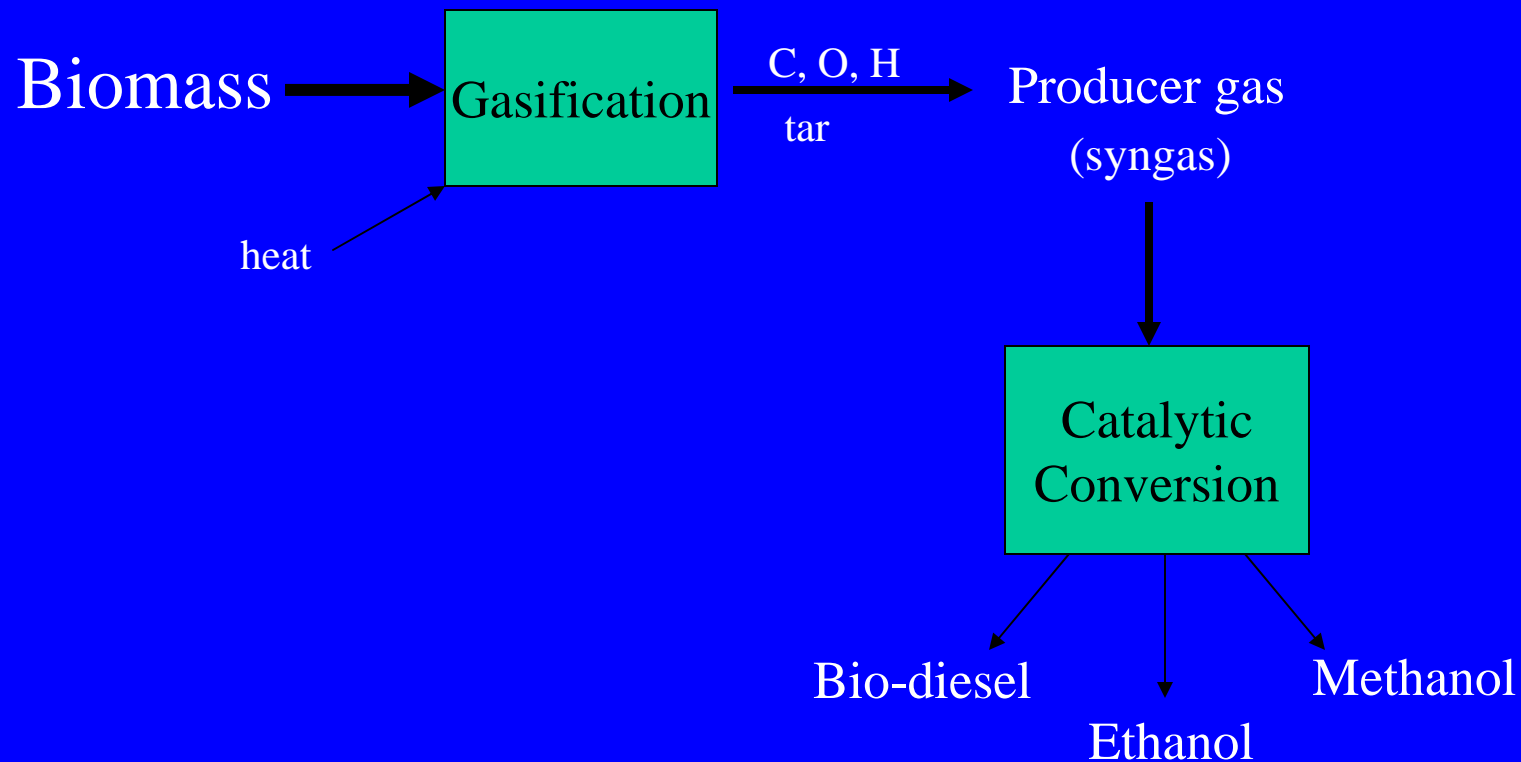 Biomass
Gasification
C, O, H
tar
Producer gas
(syngas)
heat
Catalytic
Conversion
Bio-diesel
Ethanol
Methanol